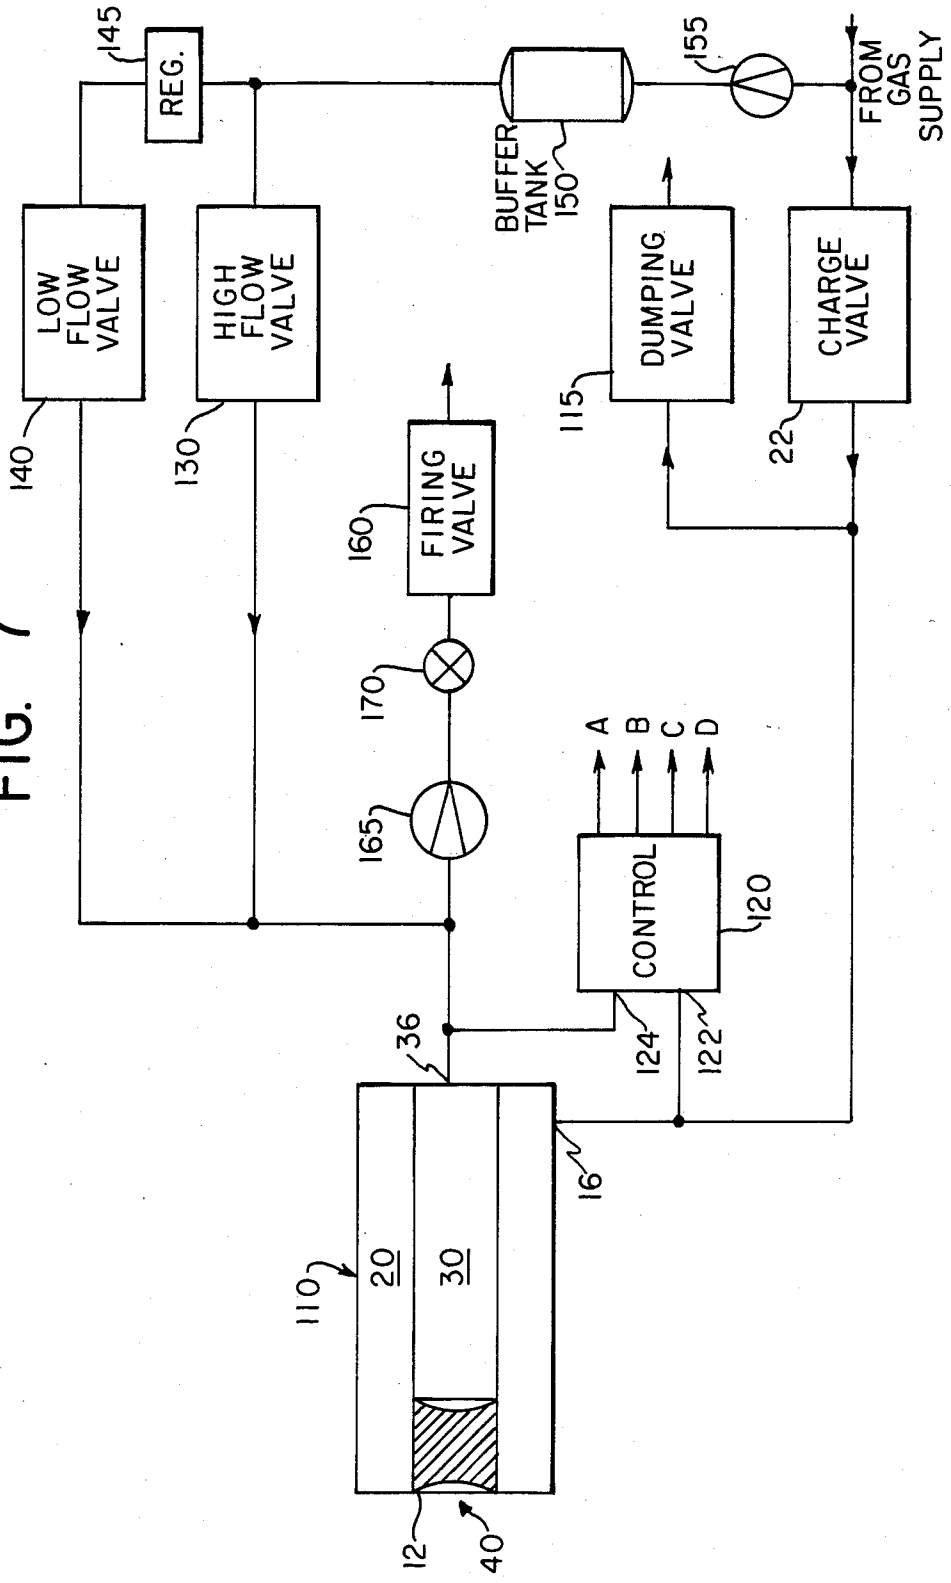 FIG. 7
145
REG.
LOW
FLOW
VALVE
140
HIGH
FLOW
VALVE
130
BUFFER
TANK
150
155
FROM
GAS
SUPPLY
DUMPING
VALVE
115
CHARGE
VALVE
22
FIRING
VALVE
160
170
165
A
B
C
D
CONTROL
120
124
122
36
16
110
20
30
12
40